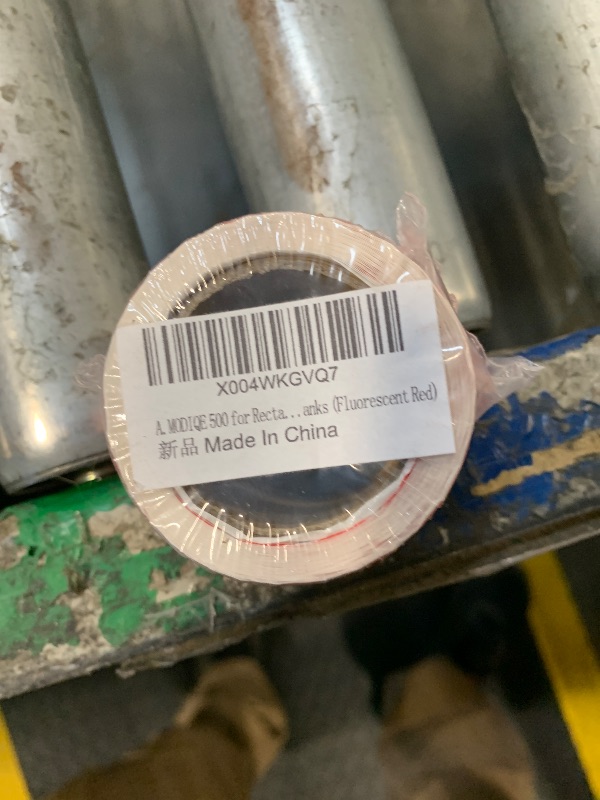 X004WKGVQ7
A.MODIQE 500 for Recta...anks (Fluorescent Red)
新品 Made In China